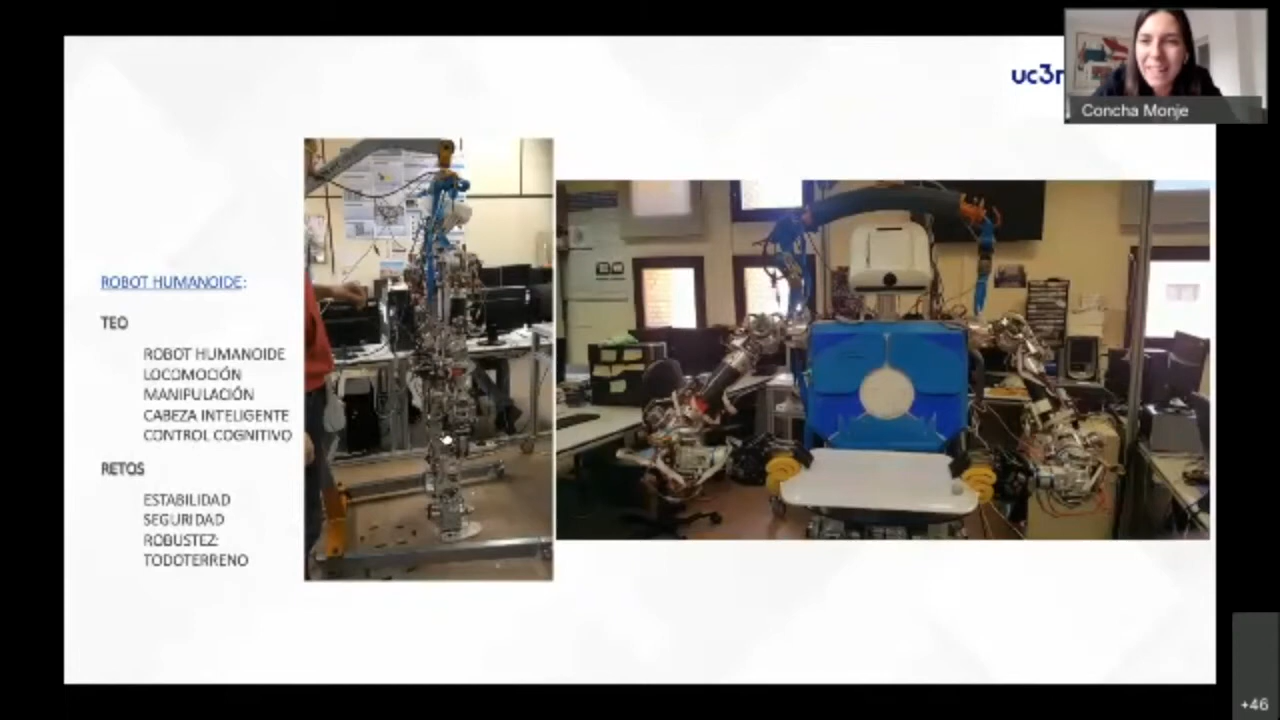 uc3m
Concha Monje
ROBOT HUMANOIDE:
TEO
ROBOT HUMANOIDE
LOCOMOCIÓN
MANIPULACIÓN
CABEZA INTELIGENTE
CONTROL COGNITIVO
RETOS
ESTABILIDAD
SEGURIDAD
ROBUSTEZ:
TODOTERRENO
+46